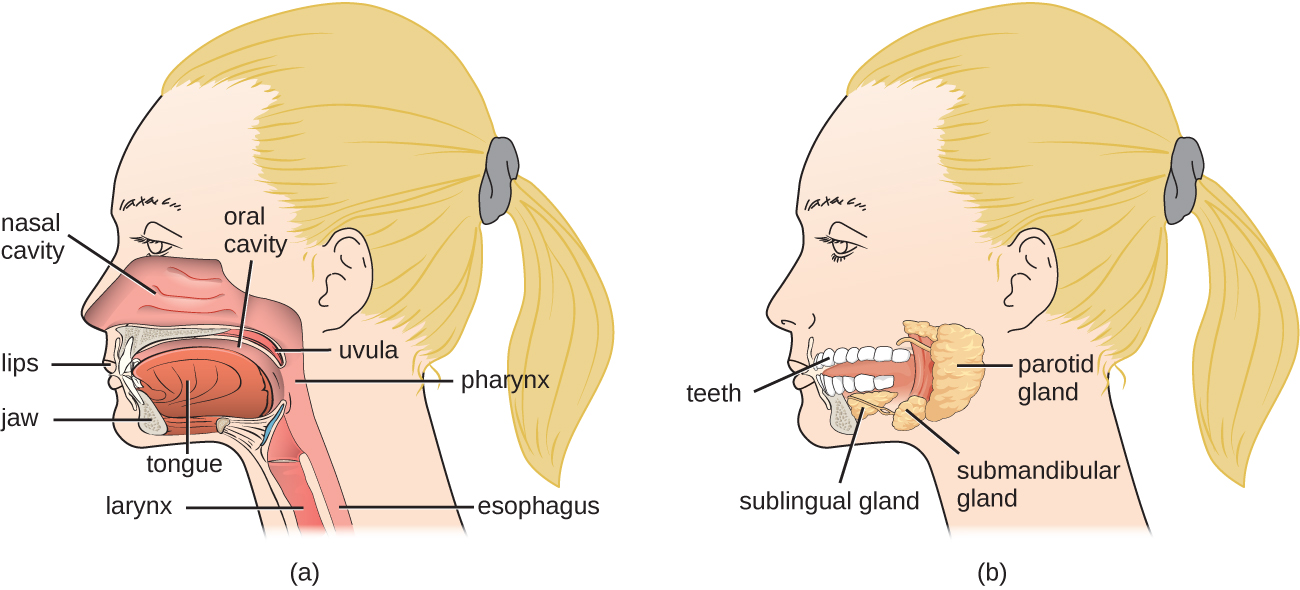 nasal
cavity
oral
cavity
lips
uvula
pharynx
jaw
tongue
larynx
esophagus
(a)
teeth
parotid
gland
submandibular
gland
sublingual gland
(b)